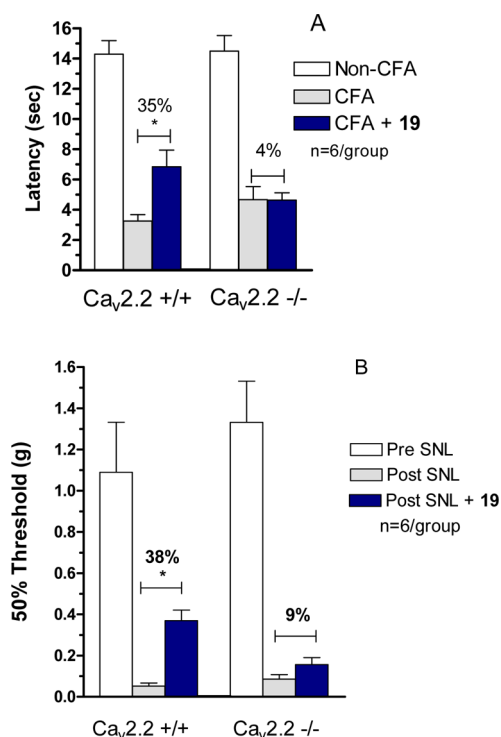 A
16
14
12
10
8
6
4
2
0
Latency (sec)
35%
*
4%
Non-CFA
CFA
CFA + 19
n=6/group
Cav2.2 +/+
Cav2.2 -/-
B
1.6
1.4
1.2
1.0
0.8
0.6
0.4
0.2
0.0
50% Threshold (g)
38%
*
9%
Pre SNL
Post SNL
Post SNL + 19
n=6/group
Cav2.2 +/+
Cav2.2 -/-